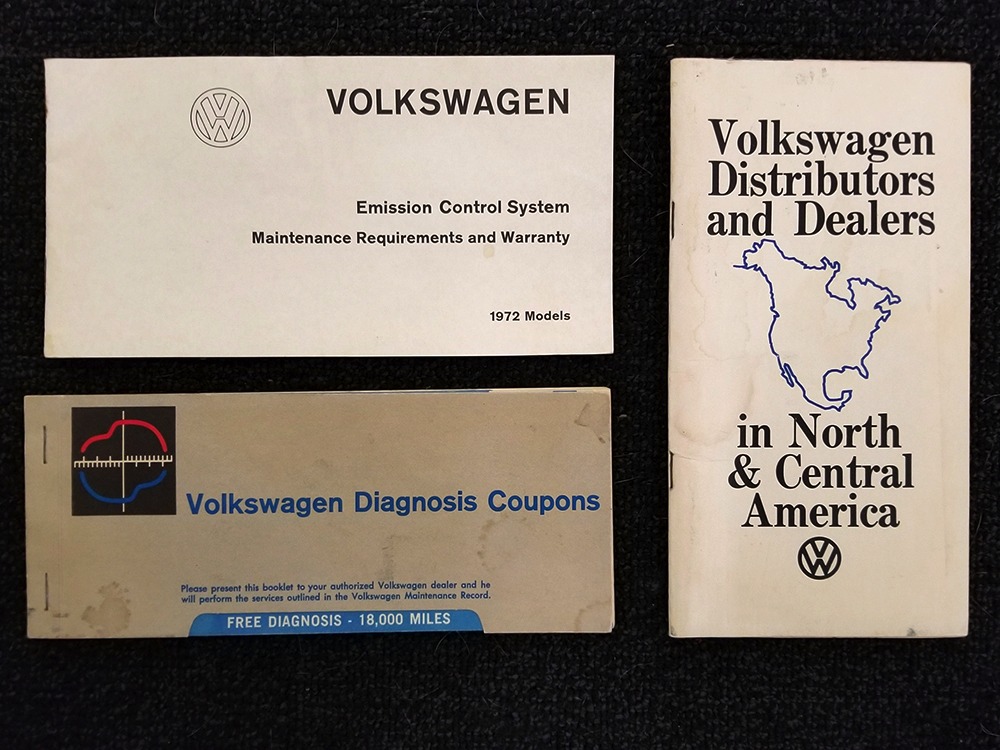 VOLKSWAGEN
Emission Control System
Maintenance Requirements and Warranty
1972 Models
Volkswagen Diagnosis Coupons
Please present this booklet to your authorized Volkswagen dealer and he
will perform the services outlined in the Volkswagen Maintenance Record.
FREE DIAGNOSIS - 18,000 MILES
Volkswagen
Distributors
and Dealers
in North
& Central
America